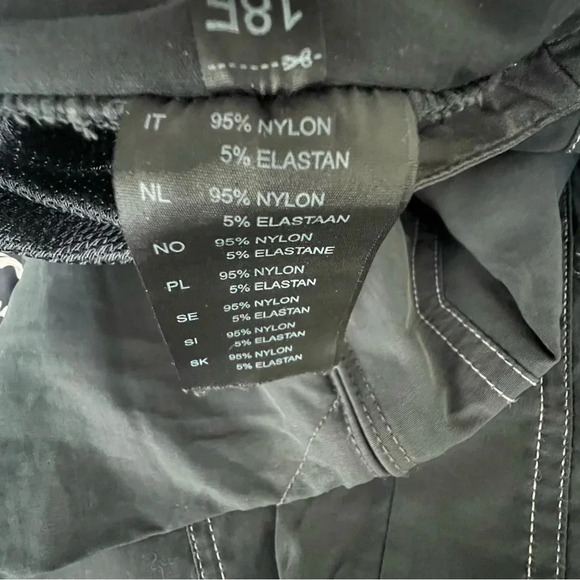 18F
IT 95% NYLON
5% ELASTAN
NL 95% NYLON
5% ELASTAAN
NO 95% NYLON
5% ELASTANE
PL 95% NYLON
5% ELASTAN
SE 95% NYLON
5% ELASTAN
SI 95% NYLON
5% ELASTAN
SK 95% NYLON
5% ELASTAN